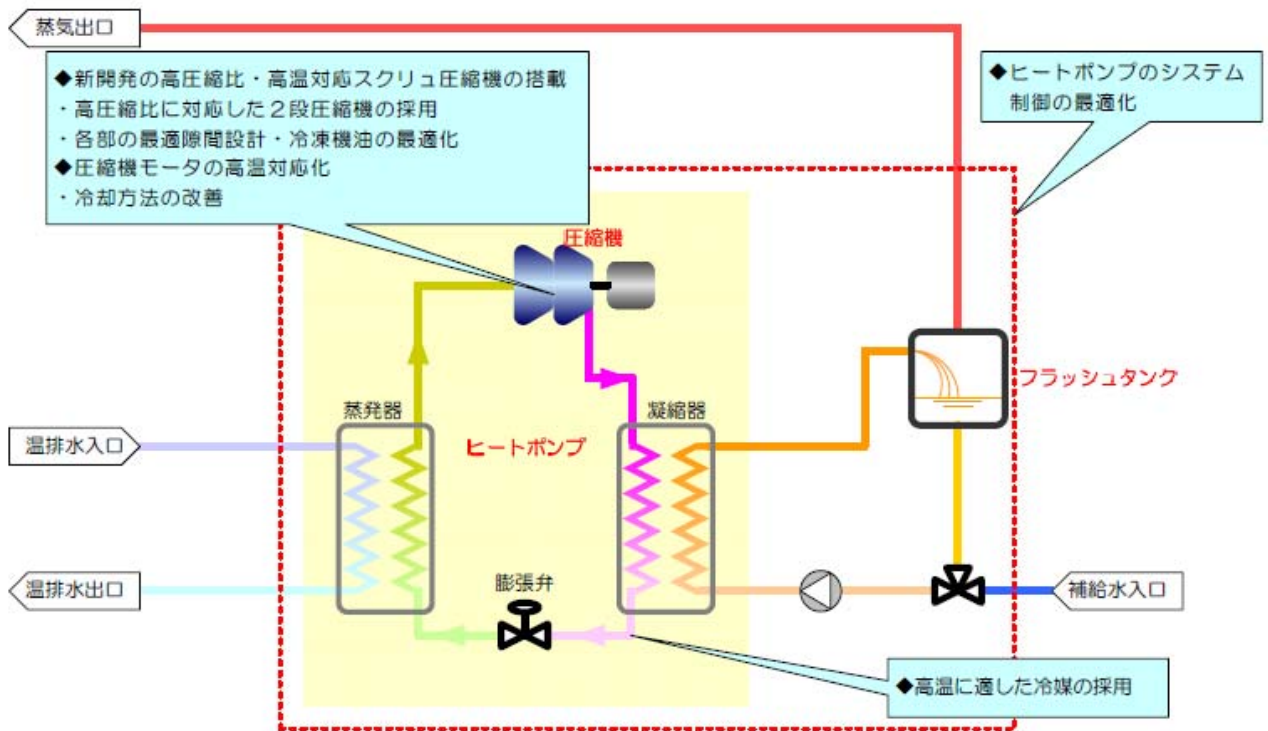 蒸気出口
◆新開発の高圧縮比・高温対応スクリュ圧縮機の搭載
・高圧縮比に対応した２段圧縮機の採用
・各部の最適隙間設計・冷凍機油の最適化
◆圧縮機モータの高温対応化
・冷却方法の改善
◆ヒートポンプのシステム
制御の最適化
圧縮機
フラッシュタンク
蒸発器
凝縮器
ヒートポンプ
温排水入口
膨張弁
温排水出口
補給水入口
◆高温に適した冷媒の採用